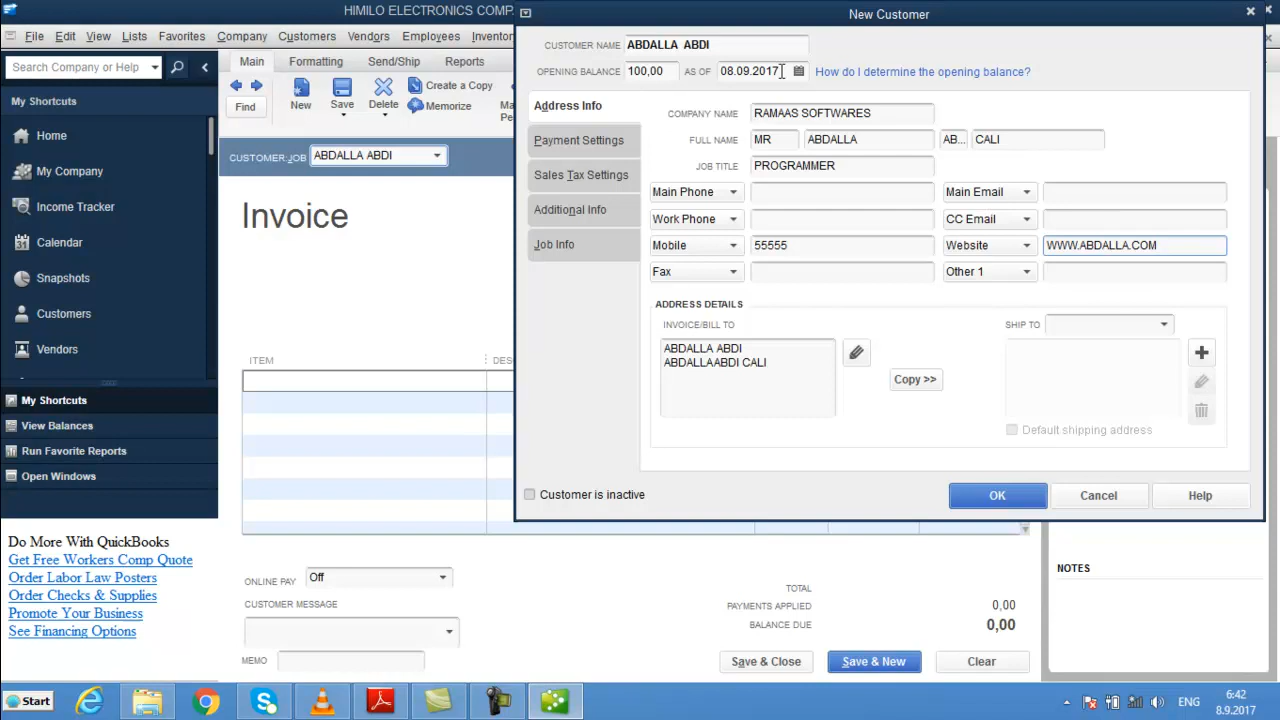 HIMILO ELECTRONICS COMP
New Customer
File Edit View Lists Favorites Company Customers Vendors Employees Inventor
Search Company or Help
My Shortcuts
Home
My Company
Income Tracker
Calendar
Snapshots
Customers
Vendors
My Shortcuts
View Balances
Run Favorite Reports
Open Windows
Do More With QuickBooks
Get Free Workers Comp Quote
Order Labor Law Posters
Order Checks & Supplies
Promote Your Business
See Financing Options
Main Formatting Send/Ship Reports
Find
New
Save
Delete
Create a Copy
Memorize
Ma
Pe
CUSTOMER:JOB ABDALLA ABDI
Invoice
ITEM DES
ONLINE PAY Off
CUSTOMER MESSAGE
MEMO
TOTAL
PAYMENTS APPLIED 0,00
BALANCE DUE 0,00
Save & Close Save & New Clear
NOTES
CUSTOMER NAME ABDALLA ABDI
OPENING BALANCE 100,00 AS OF 08.09.2017 How do I determine the opening balance?
Address Info
Payment Settings
Sales Tax Settings
Additional Info
Job Info
COMPANY NAME RAMAAS SOFTWARES
FULL NAME MR ABDALLA AB... CALI
JOB TITLE PROGRAMMER
Main Phone Main Email
Work Phone CC Email
Mobile 55555 Website WWW.ABDALLA.COM
Fax Other 1
ADDRESS DETAILS
INVOICE/BILL TO
ABDALLA ABDI
ABDALLAABDI CALI
Copy >>
SHIP TO
Default shipping address
Customer is inactive
OK Cancel Help
Start
ENG
6:42
8.9.2017